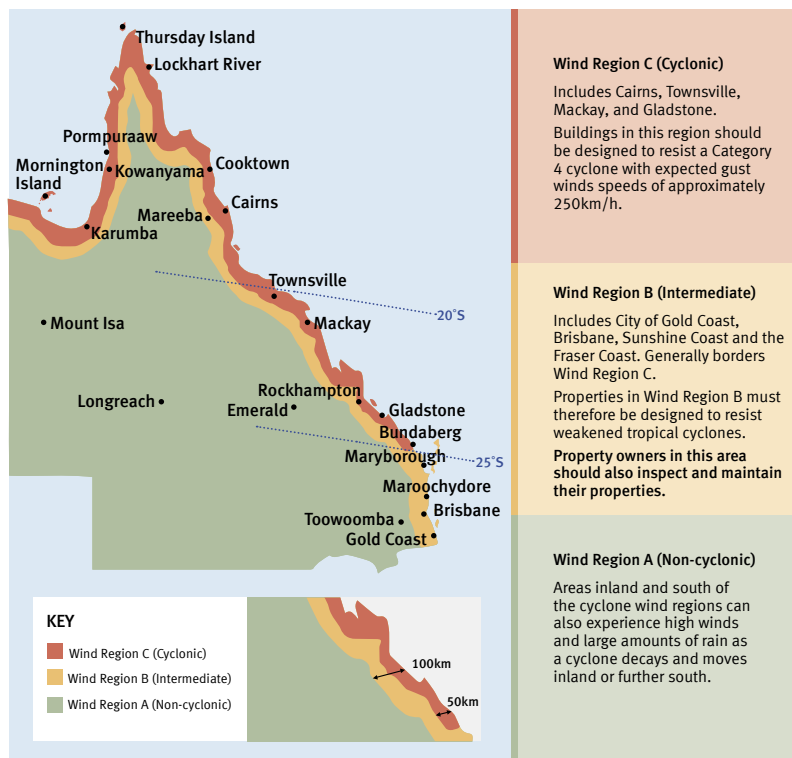 Thursday Island
Lockhart River
Pormpuraaw
Mornington
Island
Kowanyama
Cooktown
Mareeba
Cairns
Karumba
Townsville
20°S
Mount Isa
Mackay
Longreach
Rockhampton
Emerald
Gladstone
Bundaberg
Maryborough
25°S
Maroochydore
Brisbane
Toowoomba
Gold Coast
KEY
Wind Region C (Cyclonic)
Wind Region B (Intermediate)
Wind Region A (Non-cyclonic)
100km
50km
Wind Region C (Cyclonic)
Includes Cairns, Townsville,
Mackay, and Gladstone.
Buildings in this region should
be designed to resist a Category
4 cyclone with expected gust
winds speeds of approximately
250km/h.
Wind Region B (Intermediate)
Includes City of Gold Coast,
Brisbane, Sunshine Coast and the
Fraser Coast. Generally borders
Wind Region C.
Properties in Wind Region B must
therefore be designed to resist
weakened tropical cyclones.
Property owners in this area
should also inspect and maintain
their properties.
Wind Region A (Non-cyclonic)
Areas inland and south of
the cyclone wind regions can
also experience high winds
and large amounts of rain as
a cyclone decays and moves
inland or further south.